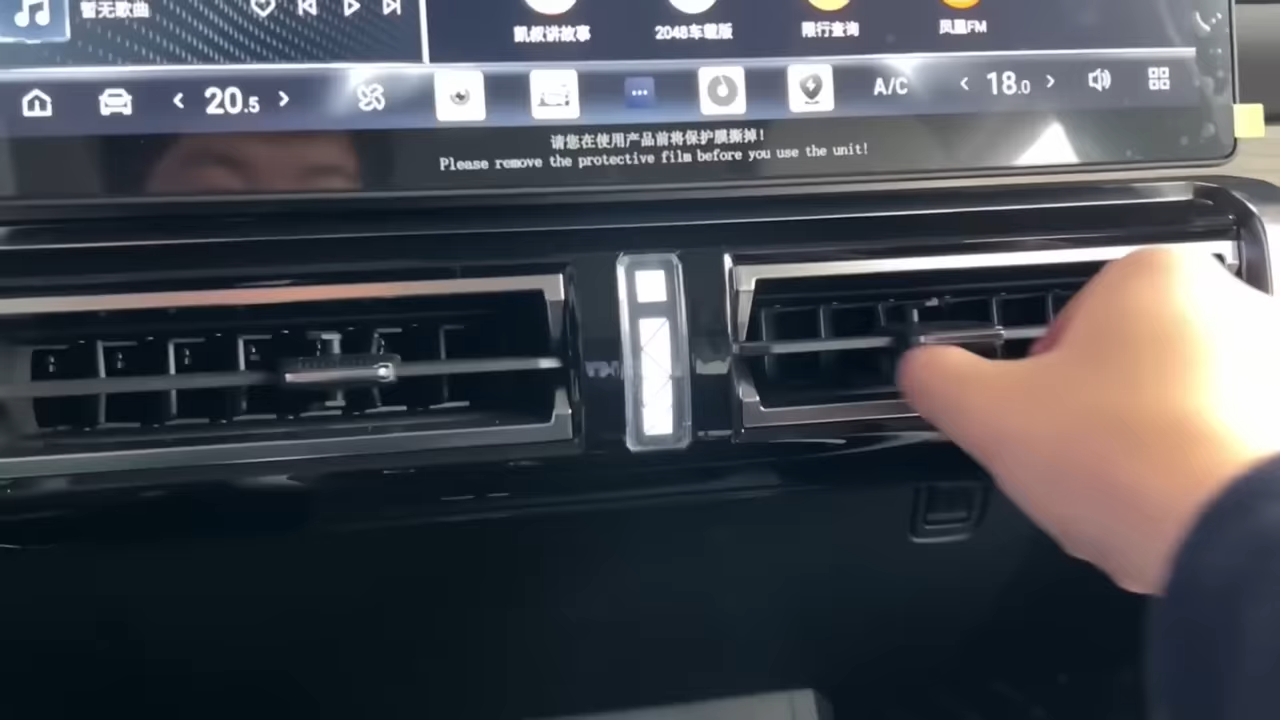 暂无歌曲
凯叔讲故事
2048车载版
限行查询
凤凰FM
20.5
A/C
18.0
请您在使用产品前将保护膜撕掉!
Please remove the protective film before you use the unit!